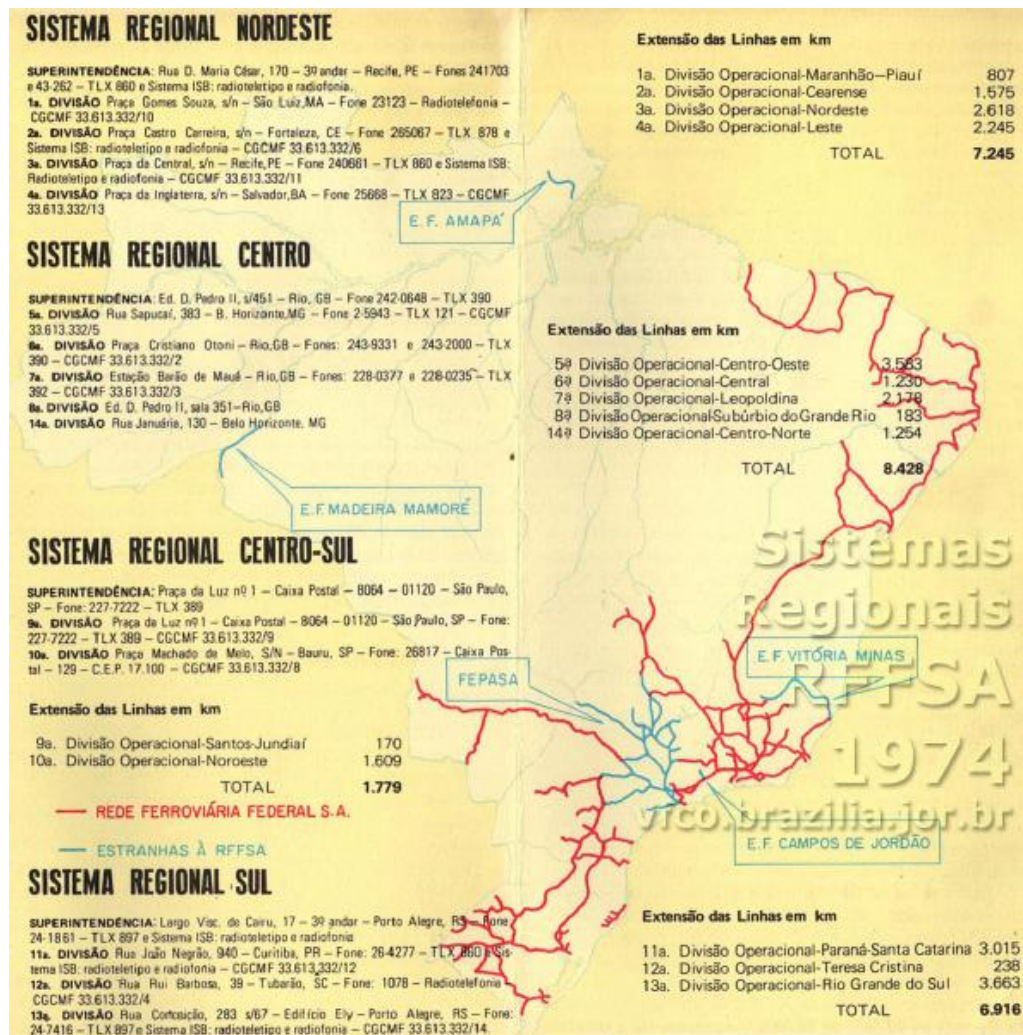 SISTEMA REGIONAL NORDESTE
SUPERINTENDÊNCIA: Rua D. Maria César, 170 – 3º andar – Recife, PE – Fones 241703
e 43-262 – TLX 860 e Sistema ISB: radioteletipo e radiofonia.
1a. DIVISÃO Praça Gomes Souza, s/n – São Luiz,MA – Fone 23123 – Radiotelefonia –
CGCMF 33.613.332/10
2a. DIVISÃO Praça Castro Carreira, s/n – Fortaleza, CE – Fone 265067 – TLX 878 e
Sistema ISB: radioteletipo e radiofonia – CGCMF 33.613.332/6
3a. DIVISÃO Praça da Central, s/n – Recife,PE – Fone 240661 – TLX 860 e Sistema ISB:
Radioteletipo e radiofonia – CGCMF 33.613.332/11
4a. DIVISÃO Praça da Inglaterra, s/n – Salvador,BA – Fone 25668 – TLX 823 – CGCMF
33.613.332/13
Extensão das Linhas em km
1a. Divisão Operacional-Maranhão–Piauí 807
2a. Divisão Operacional-Cearense 1.575
3a. Divisão Operacional-Nordeste 2.618
4a. Divisão Operacional-Leste 2.245
TOTAL 7.245
E.F. AMAPÁ
SISTEMA REGIONAL CENTRO
SUPERINTENDÊNCIA: Ed. D. Pedro II, s/451 – Rio, GB – Fone 242-0648 – TLX 390
5a. DIVISÃO Rua Sapucaí, 383 – B. Horizonte,MG – Fone 2-5943 – TLX 121 – CGCMF
33.613.332/5
6a. DIVISÃO Praça Cristiano Otoni – Rio,GB – Fones: 243-9331 e 243-2000 – TLX
390 – CGCMF 33.613.332/2
7a. DIVISÃO Estação Barão de Mauá – Rio,GB – Fones: 228-0377 e 228-0235 – TLX
392 – CGCMF 33.613.332/3
8a. DIVISÃO Ed. D. Pedro II, sala 351–Rio,GB
14a. DIVISÃO Rua Januária, 130 – Belo Horizonte, MG
Extensão das Linhas em km
5ª Divisão Operacional-Centro-Oeste 3.583
6ª Divisão Operacional-Central 1.230
7ª Divisão Operacional-Leopoldina 2.178
8ª Divisão Operacional-Subúrbio do Grande Rio 183
14ª Divisão Operacional-Centro-Norte 1.254
TOTAL 8.428
E.F. MADEIRA MAMORÉ
SISTEMA REGIONAL CENTRO-SUL
SUPERINTENDÊNCIA: Praça da Luz nº 1 – Caixa Postal – 8064 – 01120 – São Paulo,
SP – Fone: 227-7222 – TLX 389
9a. DIVISÃO Praça da Luz nº 1 – Caixa Postal – 8064 – 01120 – São Paulo, SP – Fone:
227-7222 – TLX 389 – CGCMF 33.613.332/9
10a. DIVISÃO Praça Machado de Melo, S/N – Bauru, SP – Fone: 26817 – Caixa Pos-
tal – 129 – C.E.P. 17.100 – CGCMF 33.613.332/8
Extensão das Linhas em km
9a. Divisão Operacional-Santos-Jundiaí 170
10a. Divisão Operacional-Noroeste 1.609
TOTAL 1.779
REDE FERROVIÁRIA FEDERAL S.A.
ESTRANHAS À RFFSA
FEPASA
E.F. VITÓRIA MINAS
E.F. CAMPOS DE JORDÃO
Sistemas
Regionais
RFFSA
1974
vfco.brazilia.jor.br
SISTEMA REGIONAL SUL
SUPERINTENDÊNCIA: Largo Visc. de Cairu, 17 – 3º andar – Porto Alegre, RS – Fone
24-1861 – TLX 897 e Sistema ISB: radioteletipo e radiofonia
11a. DIVISÃO Rua João Negrão, 940 – Curitiba, PR – Fone: 26-4277 – TLX 860 e Sis-
tema ISB: radioteletipo e radiofonia – CGCMF 33.613.332/12
12a. DIVISÃO Rua Rui Barbosa, 39 – Tubarão, SC – Fone: 1078 – Radiotelefonia
CGCMF 33.613.332/4
13a. DIVISÃO Rua Conceição, 283 s/67 – Edifício Ely – Porto Alegre, RS – Fone:
24-7416 – TLX 897 e Sistema ISB: radioteletipo e radiofonia – CGCMF 33.613.332/14
Extensão das Linhas em km
11a. Divisão Operacional-Paraná-Santa Catarina 3.015
12a. Divisão Operacional-Teresa Cristina 238
13a. Divisão Operacional-Rio Grande do Sul 3.663
TOTAL 6.916